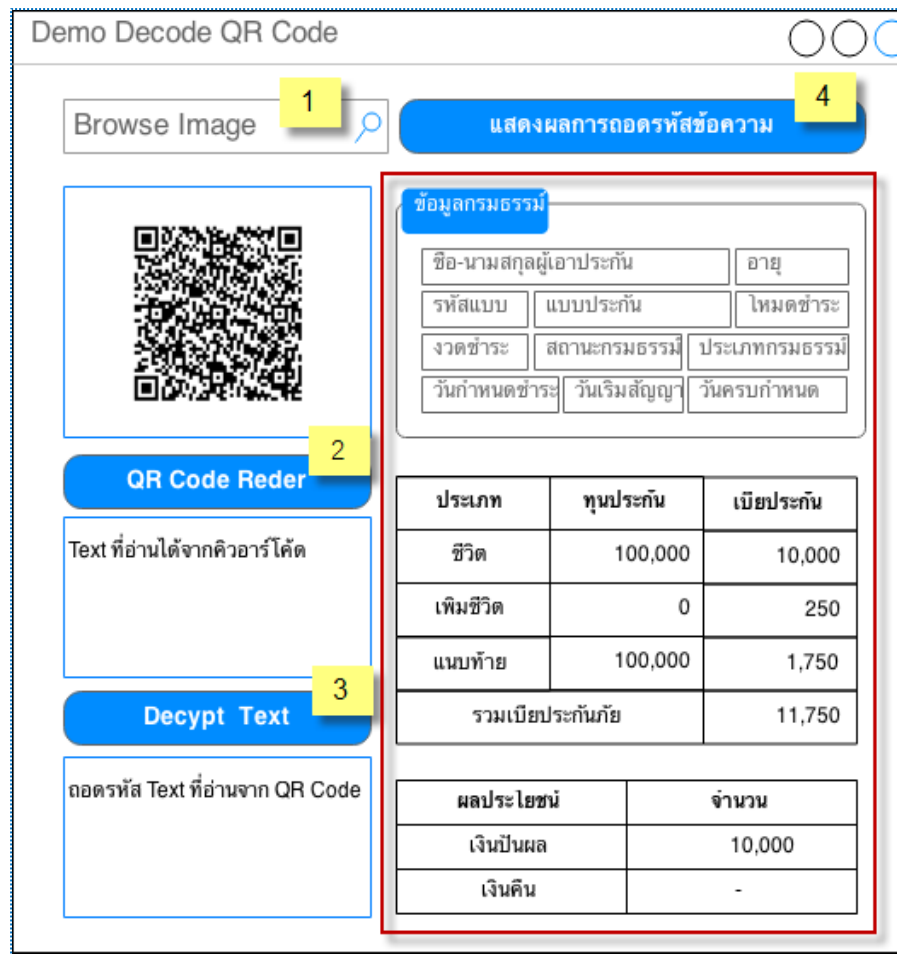 Demo Decode QR Code
1
Browse Image
4
แสดงผลการถอดรหัสข้อความ
ข้อมูลกรมธรรม์
ชื่อ-นามสกุลผู้เอาประกัน อายุ
รหัสแบบ แบบประกัน โหมดชำระ
งวดชำระ สถานะกรมธรรม์ ประเภทกรมธรรม์
วันกำหนดชำระ วันเริ่มสัญญา วันครบกำหนด
2
QR Code Reder
Text ที่อ่านได้จากคิวอาร์โค้ด
3
Decypt Text
ถอดรหัส Text ที่อ่านจาก QR Code
ประเภท ทุนประกัน เบี้ยประกัน
ชีวิต 100,000 10,000
เพิ่มชีวิต 0 250
แนบท้าย 100,000 1,750
รวมเบี้ยประกันภัย 11,750
ผลประโยชน์ จำนวน
เงินปันผล 10,000
เงินคืน -